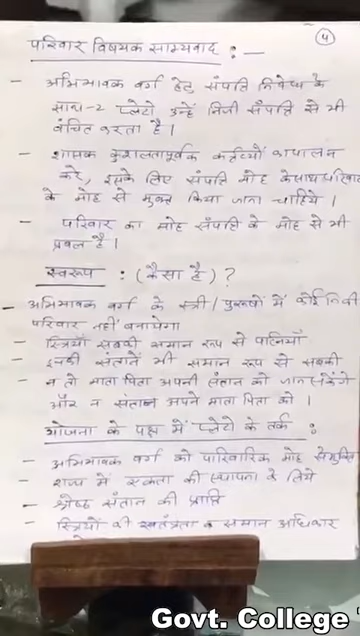 ④
परिवार विषयक साम्यवाद :—
- अभिभावक वर्ग हेतु संपत्ति निषेध के
साथ-2 प्लेटो उन्हें निजी संपत्ति से भी
वंचित करता है।
- शासक कुशलतापूर्वक कर्तव्यों का पालन
करे, इसके लिए संपत्ति मोह के साथ परिवार
के मोह से मुक्त किया जाना चाहिये।
- परिवार का मोह संपत्ति के मोह से भी
प्रबल है।
स्वरूप : (कैसा है) ?
- अभिभावक वर्ग के स्त्री / पुरुषों में कोई निजी
परिवार नहीं बनायेगा
- स्त्रियाँ सबकी समान रूप से पत्नियाँ
- इनकी संतानें भी समान रूप से सबकी
- न तो माता पिता अपनी संतान को जान सकेंगे
और न संतान अपने माता पिता को।
योजना के पक्ष में प्लेटो के तर्क :
- अभिभावक वर्ग को पारिवारिक मोह से मुक्ति
- राज्य में एकता की स्थापना के लिये
- श्रेष्ठ संतान की प्राप्ति
- स्त्रियों की स्वतंत्रता व समान अधिकार
Govt. College